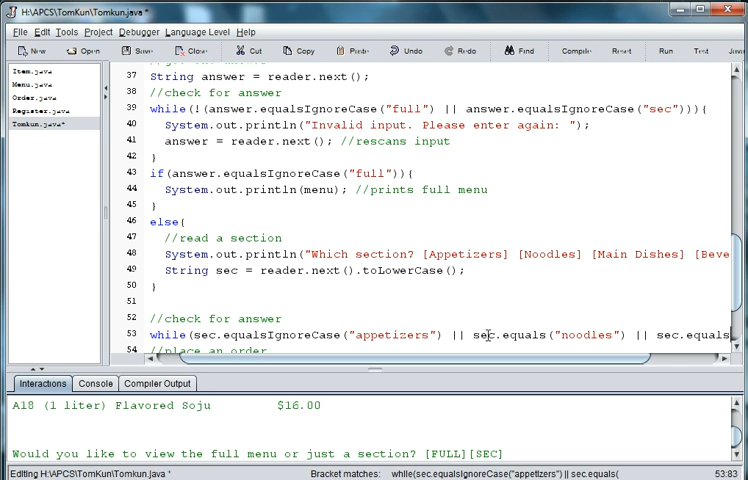 H:\APCS\TomKun\Tomkun.java *
File Edit Tools Project Debugger Language Level Help
New Open Save Close Cut Copy Paste Undo Redo Find Compile Reset Run Test
Item.java
Menu.java
Order.java
Register.java
Tomkun.java*
37 String answer = reader.next();
38 //check for answer
39 while(!(answer.equalsIgnoreCase("full") || answer.equalsIgnoreCase("sec"))){
40 System.out.println("Invalid input. Please enter again: ");
41 answer = reader.next(); //rescans input
42 }
43 if(answer.equalsIgnoreCase("full")){
44 System.out.println(menu); //prints full menu
45 }
46 else{
47 //read a section
48 System.out.println("Which section? [Appetizers] [Noodles] [Main Dishes] [Beve
49 String sec = reader.next().toLowerCase();
50 }
51
52 //check for answer
53 while(sec.equalsIgnoreCase("appetizers") || sec.equals("noodles") || sec.equals
54 //place an order
Interactions Console Compiler Output
A18 (1 liter) Flavored Soju $16.00
Would you like to view the full menu or just a section? [FULL][SEC]
Editing H:\APCS\TomKun\Tomkun.java * Bracket matches: while(sec.equalsIgnoreCase("appetizers") || sec.equals( 53:83